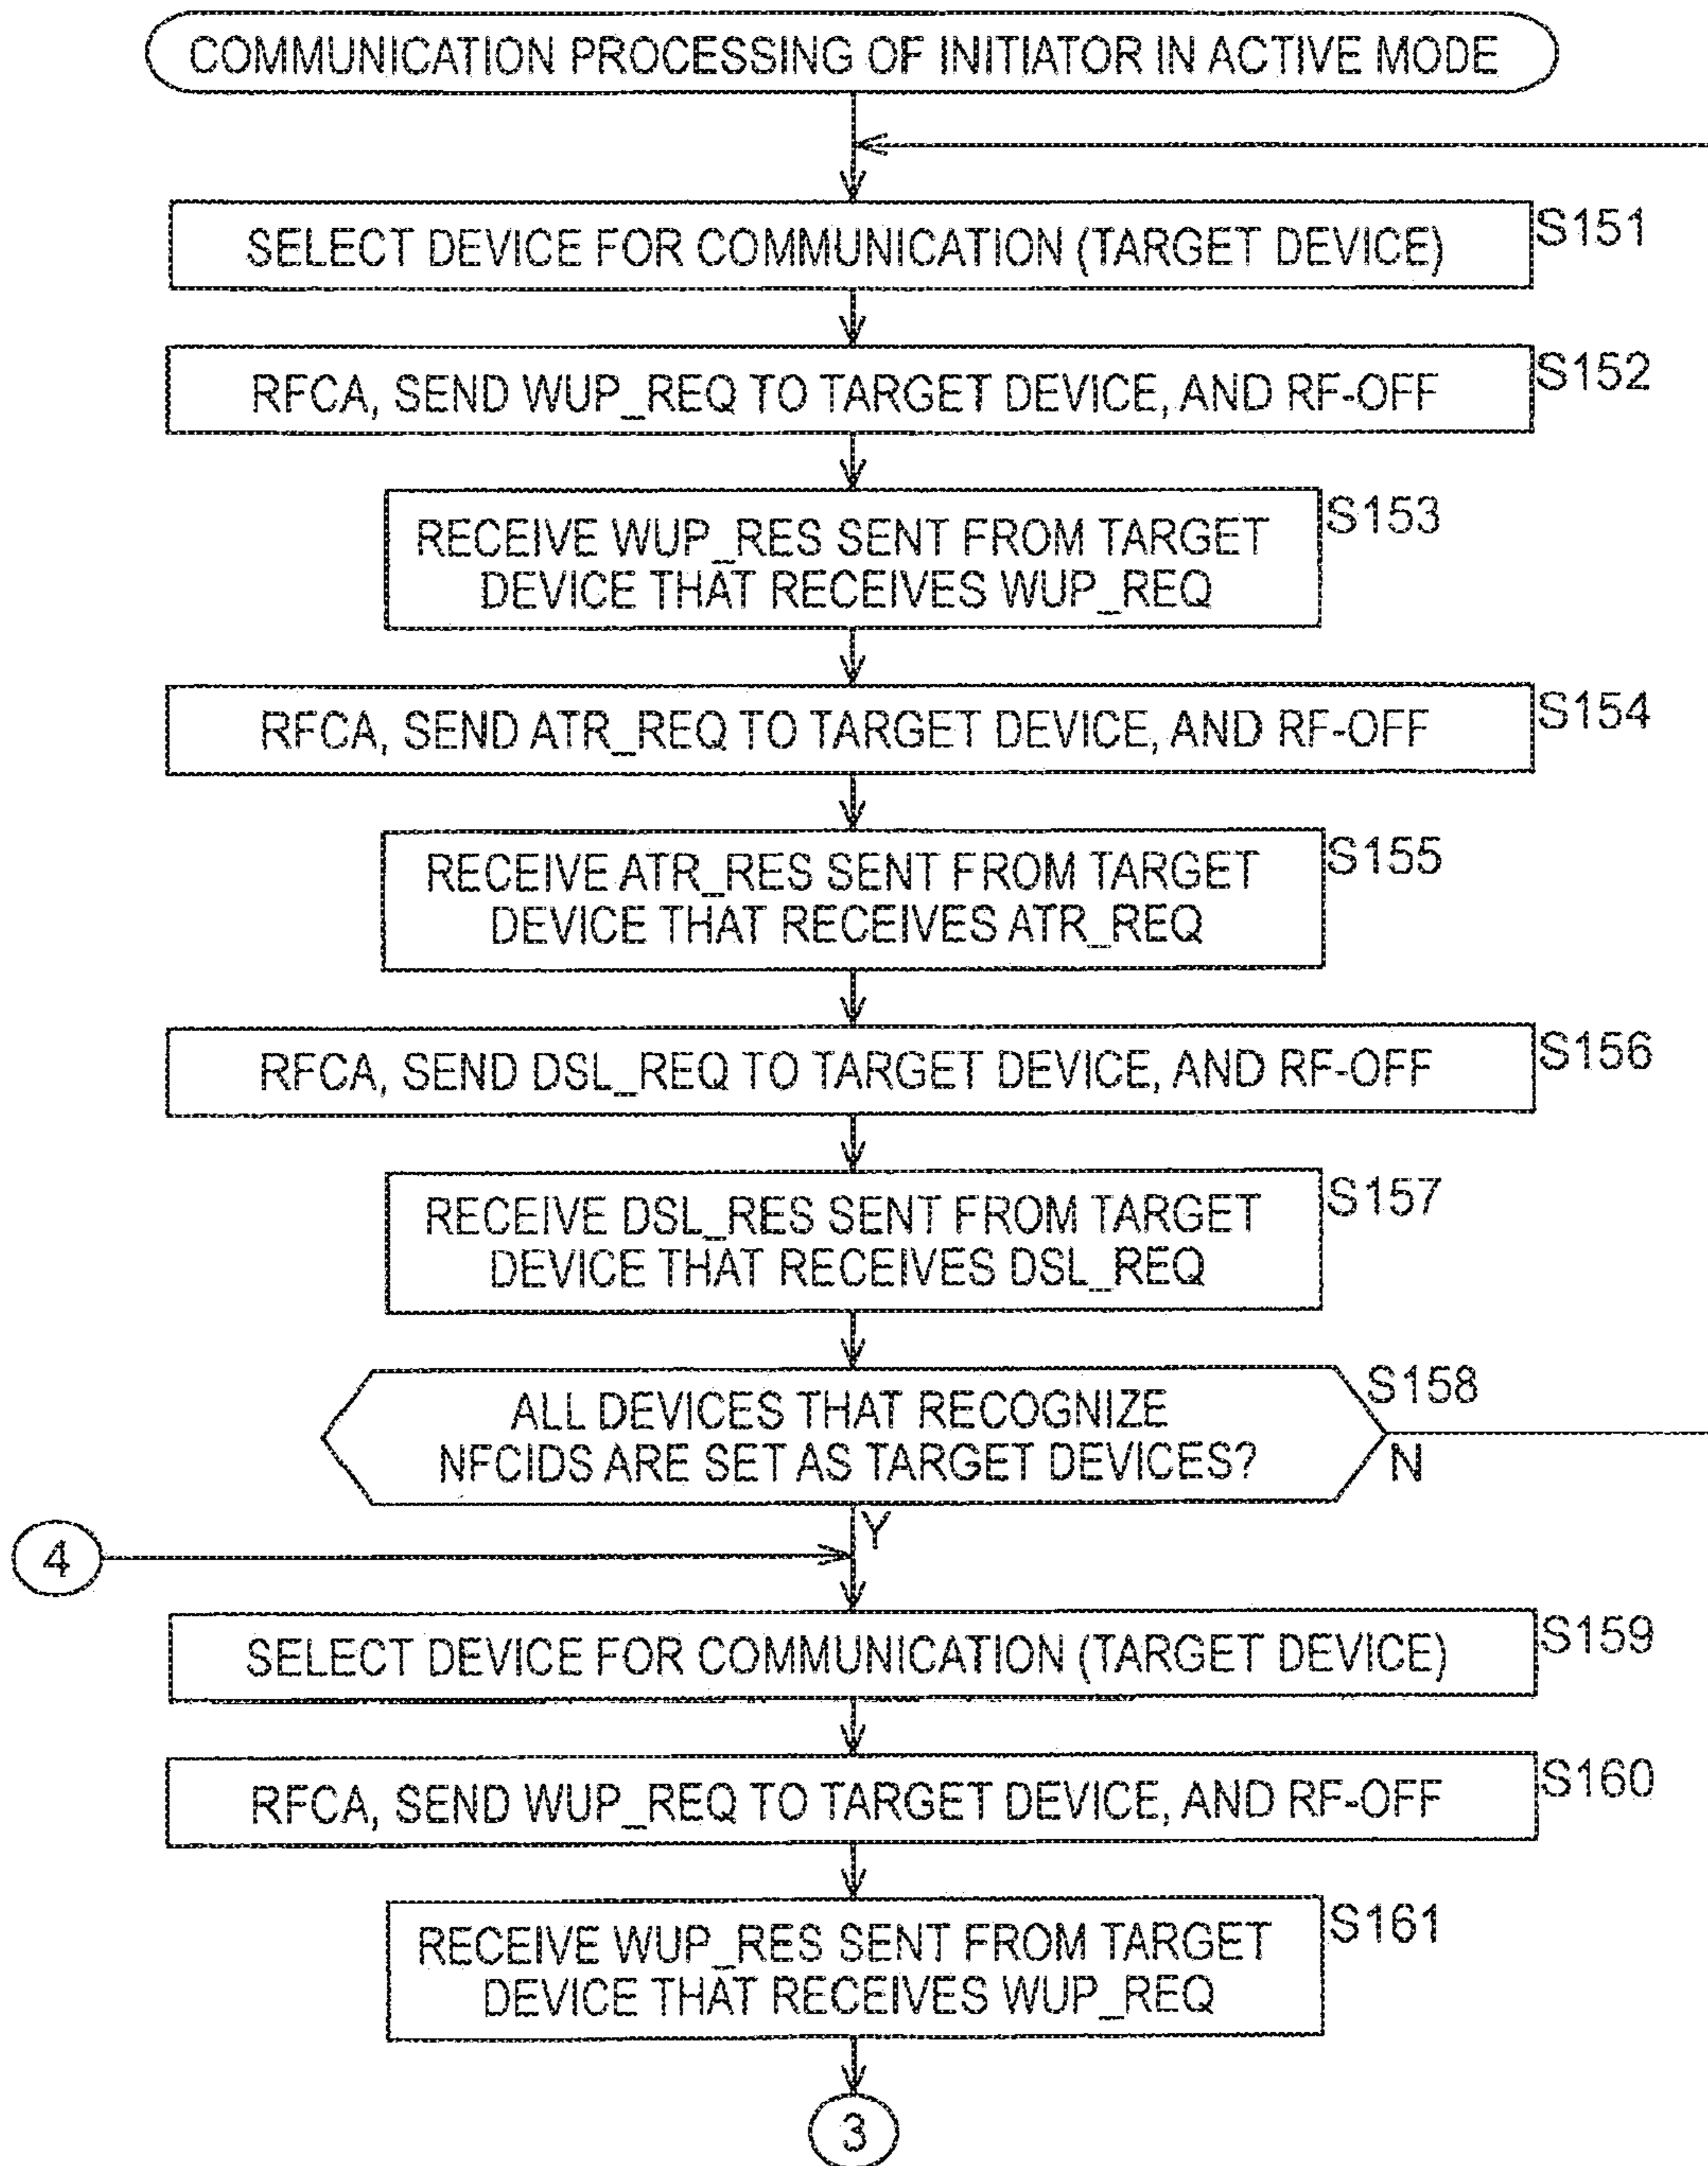 COMMUNICATION PROCESSING OF INITIATOR IN ACTIVE MODE
SELECT DEVICE FOR COMMUNICATION (TARGET DEVICE)
S151
RFCA, SEND WUP_REQ TO TARGET DEVICE, AND RF-OFF
S152
RECEIVE WUP_RES SENT FROM TARGET
DEVICE THAT RECEIVES WUP_REQ
S153
RFCA, SEND ATR_REQ TO TARGET DEVICE, AND RF-OFF
S154
RECEIVE ATR_RES SENT FROM TARGET
DEVICE THAT RECEIVES ATR_REQ
S155
RFCA, SEND DSL_REQ TO TARGET DEVICE, AND RF-OFF
S156
RECEIVE DSL_RES SENT FROM TARGET
DEVICE THAT RECEIVES DSL_REQ
S157
ALL DEVICES THAT RECOGNIZE
NFCIDS ARE SET AS TARGET DEVICES?
S158
N
Y
4
SELECT DEVICE FOR COMMUNICATION (TARGET DEVICE)
S159
RFCA, SEND WUP_REQ TO TARGET DEVICE, AND RF-OFF
S160
RECEIVE WUP_RES SENT FROM TARGET
DEVICE THAT RECEIVES WUP_REQ
S161
3